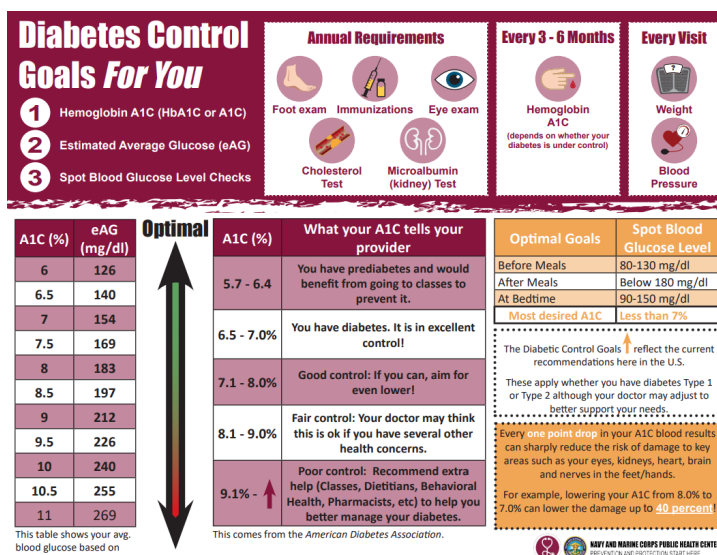 Diabetes Control
Goals For You
1 Hemoglobin A1C (HbA1C or A1C)
2 Estimated Average Glucose (eAG)
3 Spot Blood Glucose Level Checks
Annual Requirements
Foot exam Immunizations Eye exam
Cholesterol
Test
Microalbumin
(kidney) Test
Every 3 - 6 Months
Hemoglobin
A1C
(depends on whether your
diabetes is under control)
Every Visit
Weight
Blood
Pressure
A1C (%) eAG
(mg/dl)
6 126
6.5 140
7 154
7.5 169
8 183
8.5 197
9 212
9.5 226
10 240
10.5 255
11 269
This table shows your avg.
blood glucose based on
Optimal
A1C (%) What your A1C tells your
provider
5.7 - 6.4 You have prediabetes and would
benefit from going to classes to
prevent it.
6.5 - 7.0% You have diabetes. It is in excellent
control!
7.1 - 8.0% Good control: If you can, aim for
even lower!
8.1 - 9.0% Fair control: Your doctor may think
this is ok if you have several other
health concerns.
9.1% - Poor control: Recommend extra
help (Classes, Dietitians, Behavioral
Health, Pharmacists, etc) to help you
better manage your diabetes.
This comes from the American Diabetes Association.
Optimal Goals Spot Blood
Glucose Level
Before Meals 80-130 mg/dl
After Meals Below 180 mg/dl
At Bedtime 90-150 mg/dl
Most desired A1C Less than 7%
The Diabetic Control Goals reflect the current
recommendations here in the U.S.
These apply whether you have diabetes Type 1
or Type 2 although your doctor may adjust to
better support your needs.
Every one point drop in your A1C blood results
can sharply reduce the risk of damage to key
areas such as your eyes, kidneys, heart, brain
and nerves in the feet/hands.
For example, lowering your A1C from 8.0% to
7.0% can lower the damage up to 40 percent!
NAVY AND MARINE CORPS PUBLIC HEALTH CENTE
PREVENTION AND PROTECTION START HERE